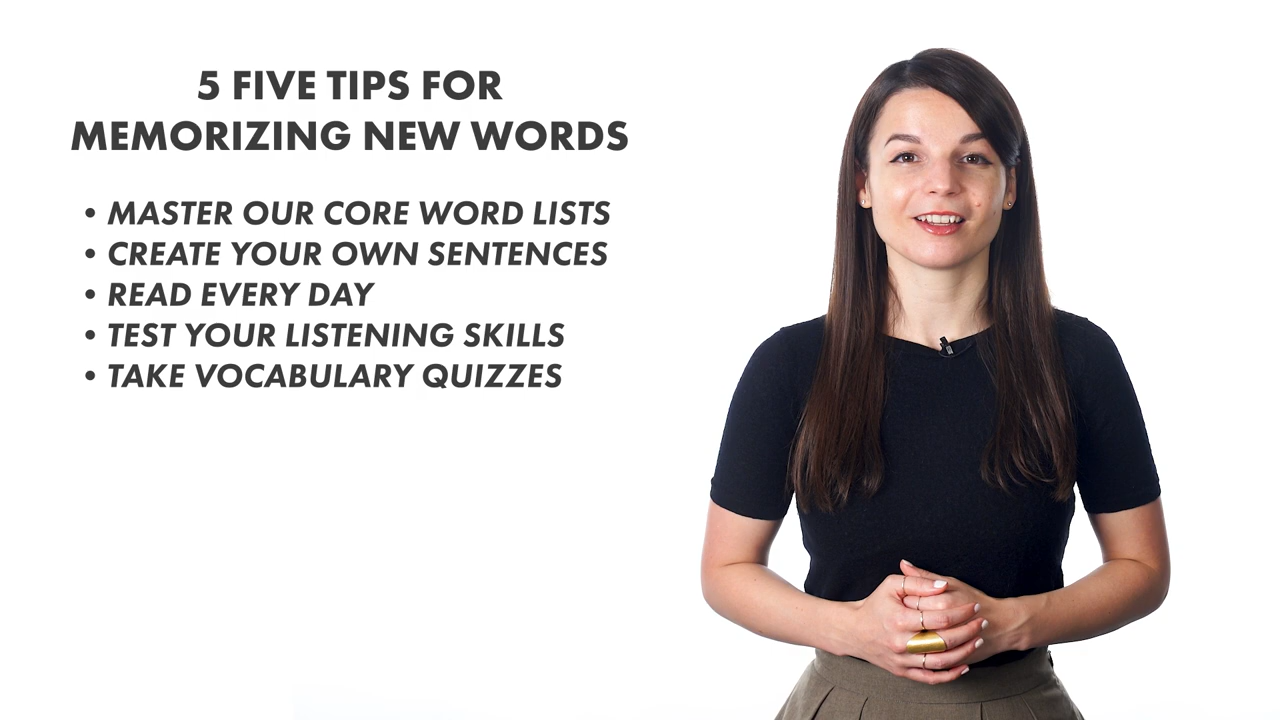 5 FIVE TIPS FOR
MEMORIZING NEW WORDS
• MASTER OUR CORE WORD LISTS
• CREATE YOUR OWN SENTENCES
• READ EVERY DAY
• TEST YOUR LISTENING SKILLS
• TAKE VOCABULARY QUIZZES